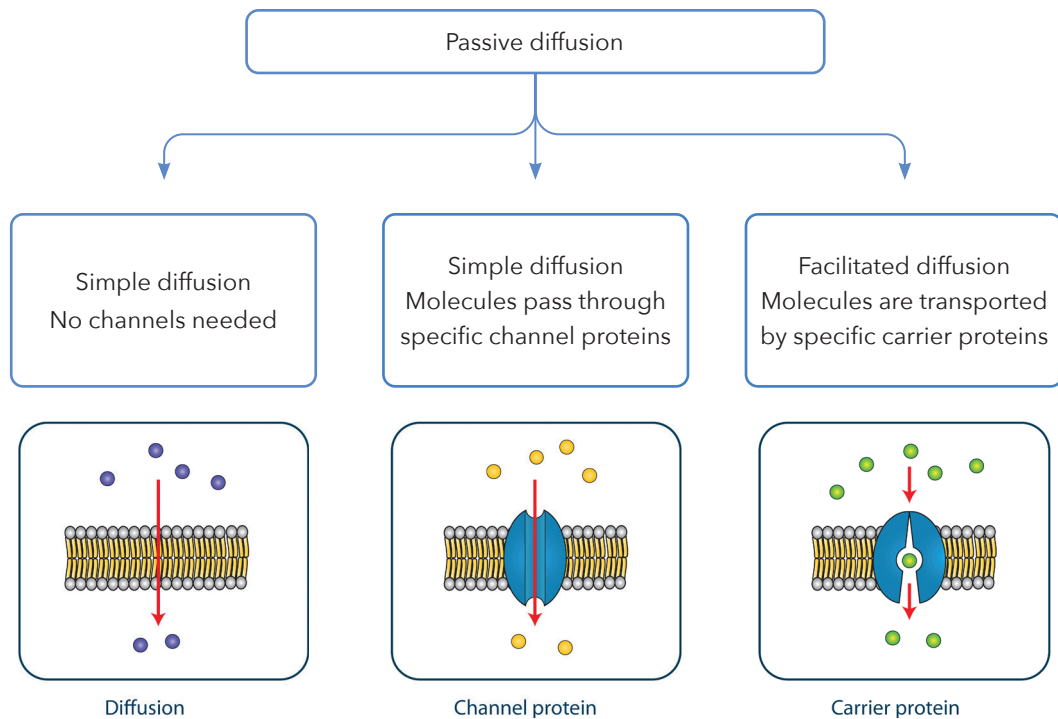 Passive diffusion
Simple diffusion
No channels needed
Simple diffusion
Molecules pass through
specific channel proteins
Facilitated diffusion
Molecules are transported
by specific carrier proteins
Diffusion
Channel protein
Carrier protein